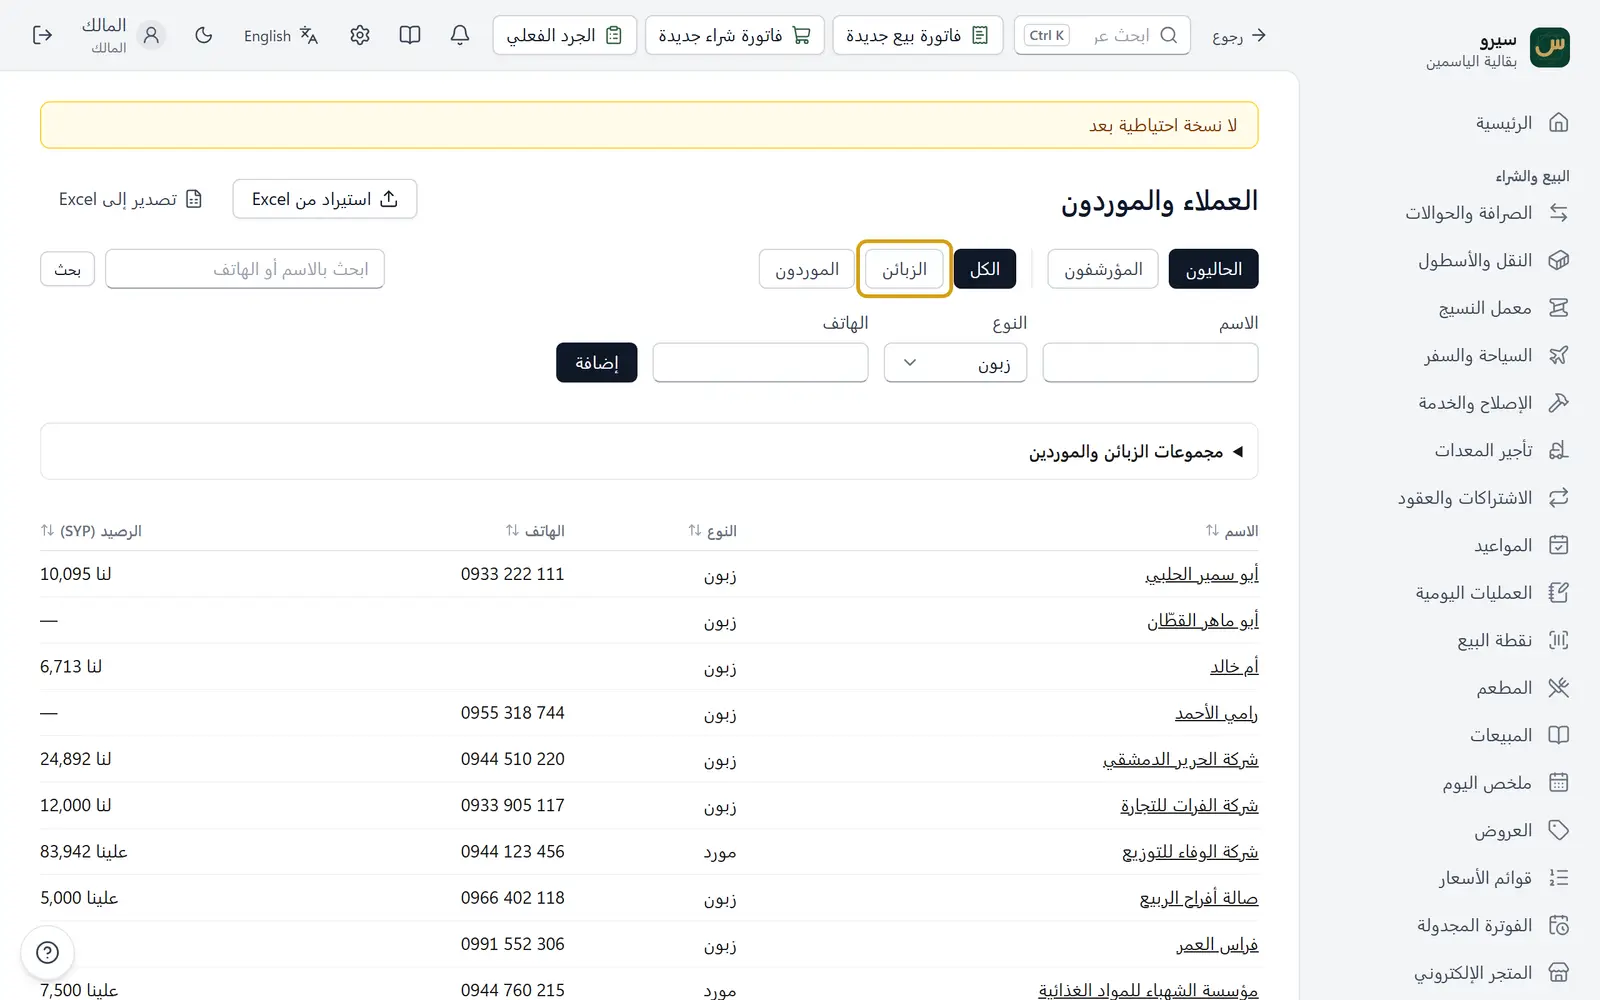 سيرو
بقالية الياسمين
رجوع
ابحث عر
Ctrl K
فاتورة بيع جديدة
فاتورة شراء جديدة
الجرد الفعلي
English
المالك
المالك
الرئيسية
البيع والشراء
الصرافة والحوالات
النقل والأسطول
معمل النسيج
السياحة والسفر
الإصلاح والخدمة
تأجير المعدات
الاشتراكات والعقود
المواعيد
العمليات اليومية
نقطة البيع
المطعم
المبيعات
ملخص اليوم
العروض
قوائم الأسعار
الفوترة المجدولة
المتجر الإلكتروني
لا نسخة احتياطية بعد
العملاء والموردون
استيراد من Excel
تصدير إلى Excel
الحاليون
المؤرشفون
الكل
الزبائن
الموردون
ابحث بالاسم أو الهاتف
بحث
الاسم
النوع
الهاتف
زبون
إضافة
مجموعات الزبائن والموردين
الاسم النوع الهاتف الرصيد (SYP)
أبو سمير الحلبي زبون 0933 222 111 لنا 10,095
أبو ماهر القطّان زبون —
أم خالد زبون لنا 6,713
رامي الأحمد زبون 0955 318 744 —
شركة الحرير الدمشقي زبون 0944 510 220 لنا 24,892
شركة الفرات للتجارة زبون 0933 905 117 لنا 12,000
شركة الوفاء للتوزيع مورد 0944 123 456 علينا 83,942
صالة أفراح الربيع زبون 0966 402 118 علينا 5,000
فراس العمر زبون 0991 552 306
مؤسسة الشهباء للمواد الغذائية مورد 0944 760 215 علينا 7,500